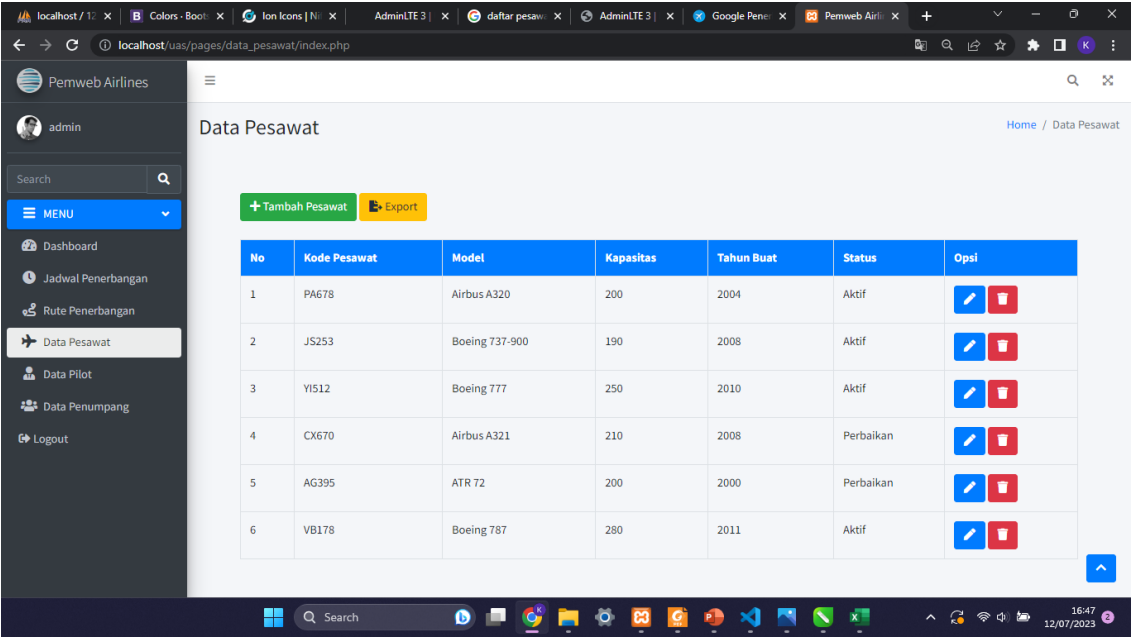 localhost / 12
Colors · Boots
Ion Icons | Ni
AdminLTE 3 |
daftar pesaw
AdminLTE 3 |
Google Pener
Pemweb Airli
localhost/uas/pages/data_pesawat/index.php
K
Pemweb Airlines
admin
Data Pesawat
Home / Data Pesawat
Search
MENU
Dashboard
Jadwal Penerbangan
Rute Penerbangan
Data Pesawat
Data Pilot
Data Penumpang
Logout
Tambah Pesawat Export
No Kode Pesawat Model Kapasitas Tahun Buat Status Opsi
1 PA678 Airbus A320 200 2004 Aktif
2 JS253 Boeing 737-900 190 2008 Aktif
3 YI512 Boeing 777 250 2010 Aktif
4 CX670 Airbus A321 210 2008 Perbaikan
5 AG395 ATR 72 200 2000 Perbaikan
6 VB178 Boeing 787 280 2011 Aktif
Search
16:47
12/07/2023
2